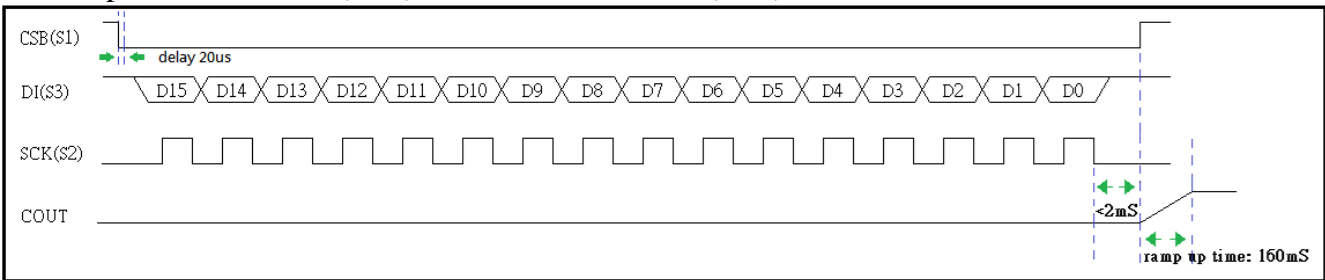 CSB(S1)
delay 20us
DI(S3) D15 D14 D13 D12 D11 D10 D9 D8 D7 D6 D5 D4 D3 D2 D1 D0
SCK(S2)
<2mS
COUT
ramp up time: 160mS